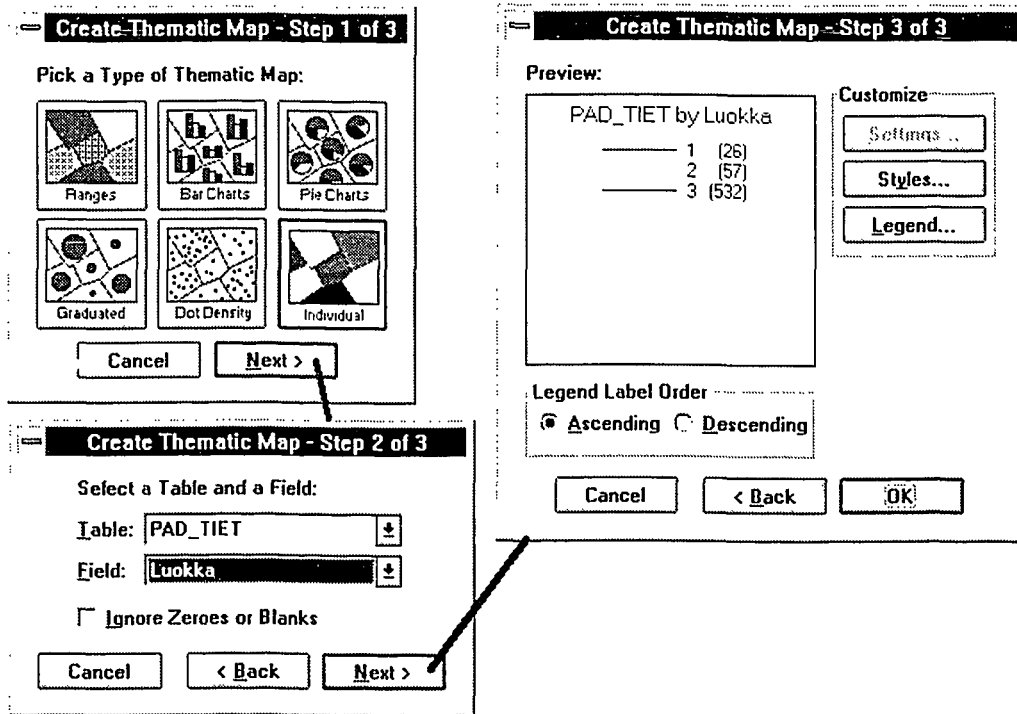 Create Thematic Map - Step 1 of 3
Pick a Type of Thematic Map:
Ranges
Bar Charts
Pie Charts
Graduated
Dot Density
Individual
Cancel
Next >
Create Thematic Map - Step 2 of 3
Select a Table and a Field:
Table: PAD_TIET
Field: Luokka
Ignore Zeroes or Blanks
Cancel
< Back
Next >
Create Thematic Map - Step 3 of 3
Preview:
PAD_TIET by Luokka
1 (26)
2 (57)
3 (532)
Customize
Settings...
Styles...
Legend...
Legend Label Order
Ascending
Descending
Cancel
< Back
OK